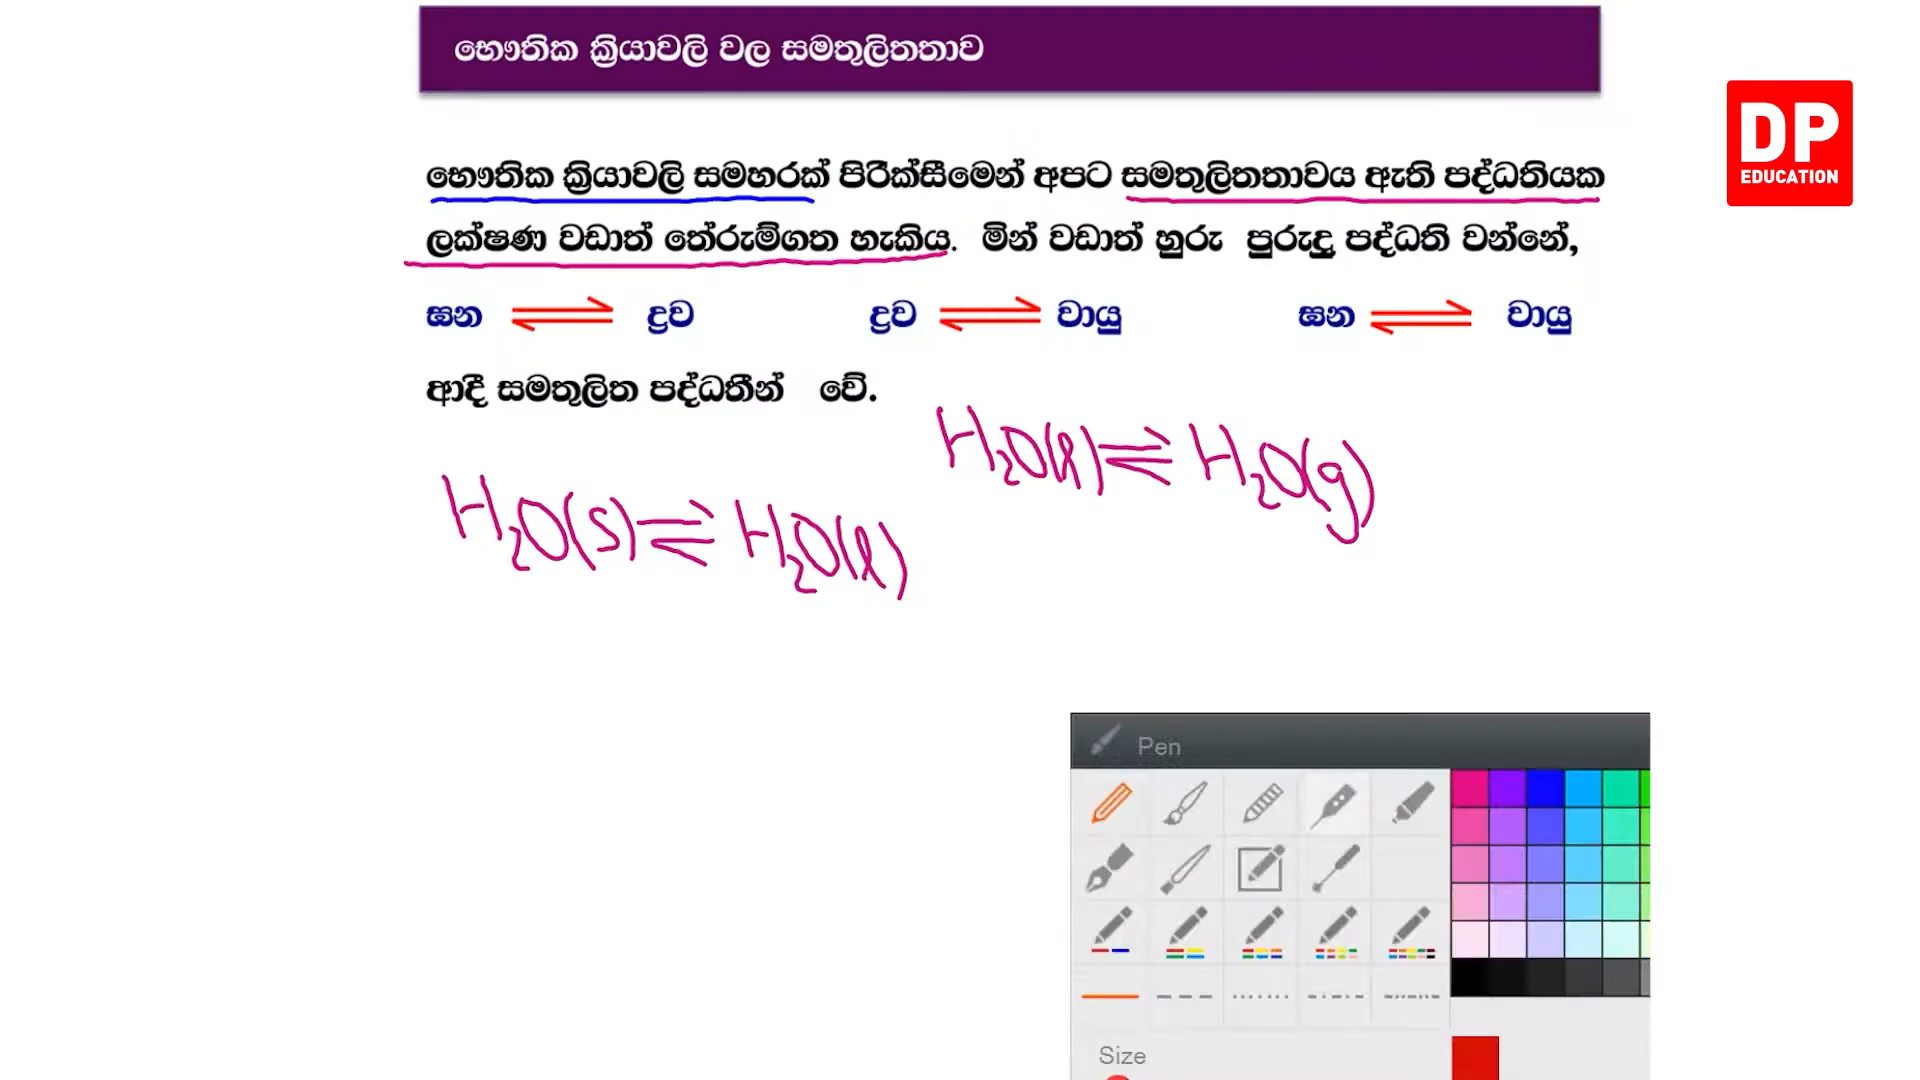 භෞතික ක්‍රියාවලි වල සමතුලිතතාව
DP
EDUCATION
භෞතික ක්‍රියාවලි සමහරක් පිරික්සීමෙන් අපට සමතුලිතතාවය ඇති පද්ධතියක
ලක්ෂණ වඩාත් තේරුම්ගත හැකිය. මින් වඩාත් හුරු පුරුදු පද්ධති වන්නේ,
ඝන ⇌ ද්‍රව ද්‍රව ⇌ වායු ඝන ⇌ වායු
ආදී සමතුලිත පද්ධතීන් වේ.
H₂O(l) ⇌ H₂O(g)
H₂O(s) ⇌ H₂O(l)
Pen
Size